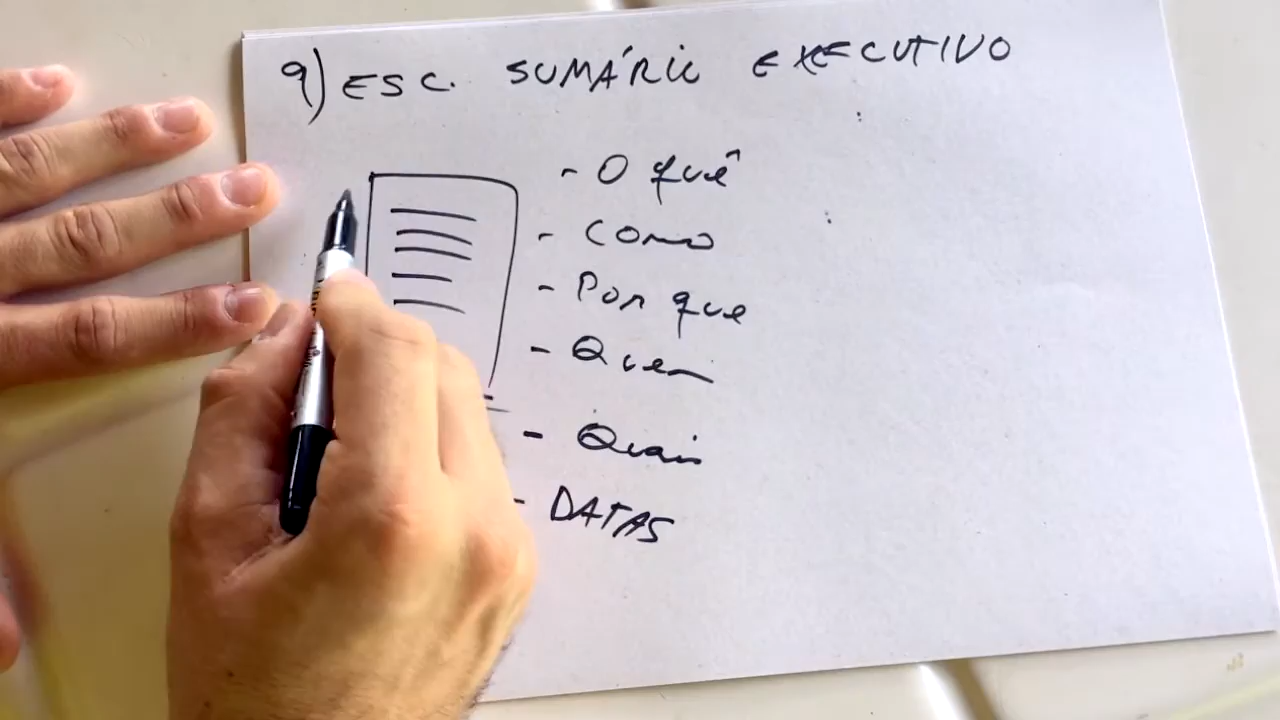 9) ESC. SUMÁRIO EXECUTIVO
- O quê
- Como
- Por que
- Quem
- Quais
- DATAS